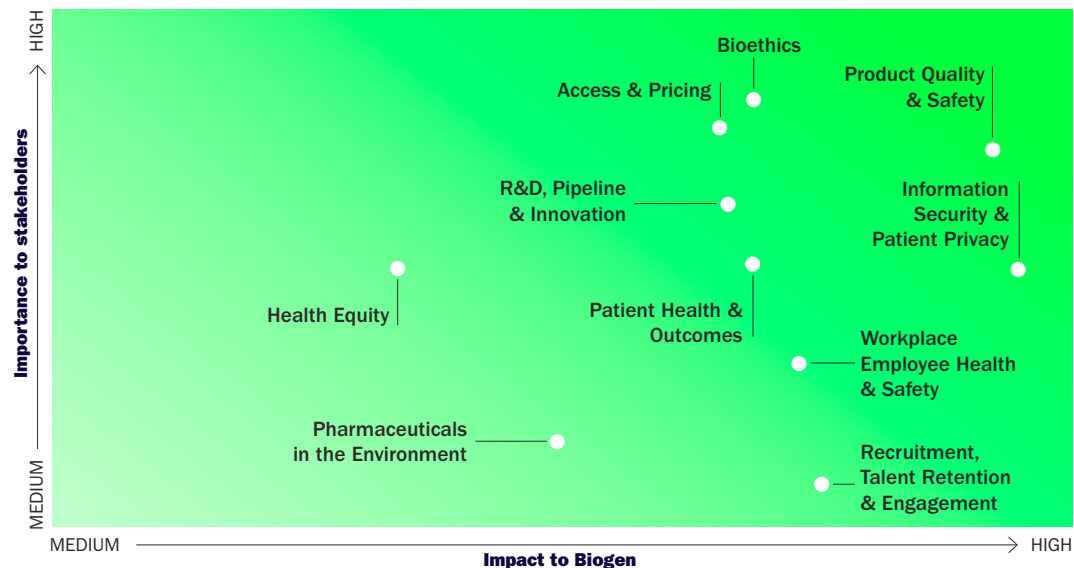 HIGH
Importance to stakeholders
MEDIUM
Bioethics
Access & Pricing
Product Quality
& Safety
R&D, Pipeline
& Innovation
Information
Security &
Patient Privacy
Health Equity
Patient Health &
Outcomes
Workplace
Employee Health
& Safety
Pharmaceuticals
in the Environment
Recruitment,
Talent Retention
& Engagement
MEDIUM
Impact to Biogen
HIGH